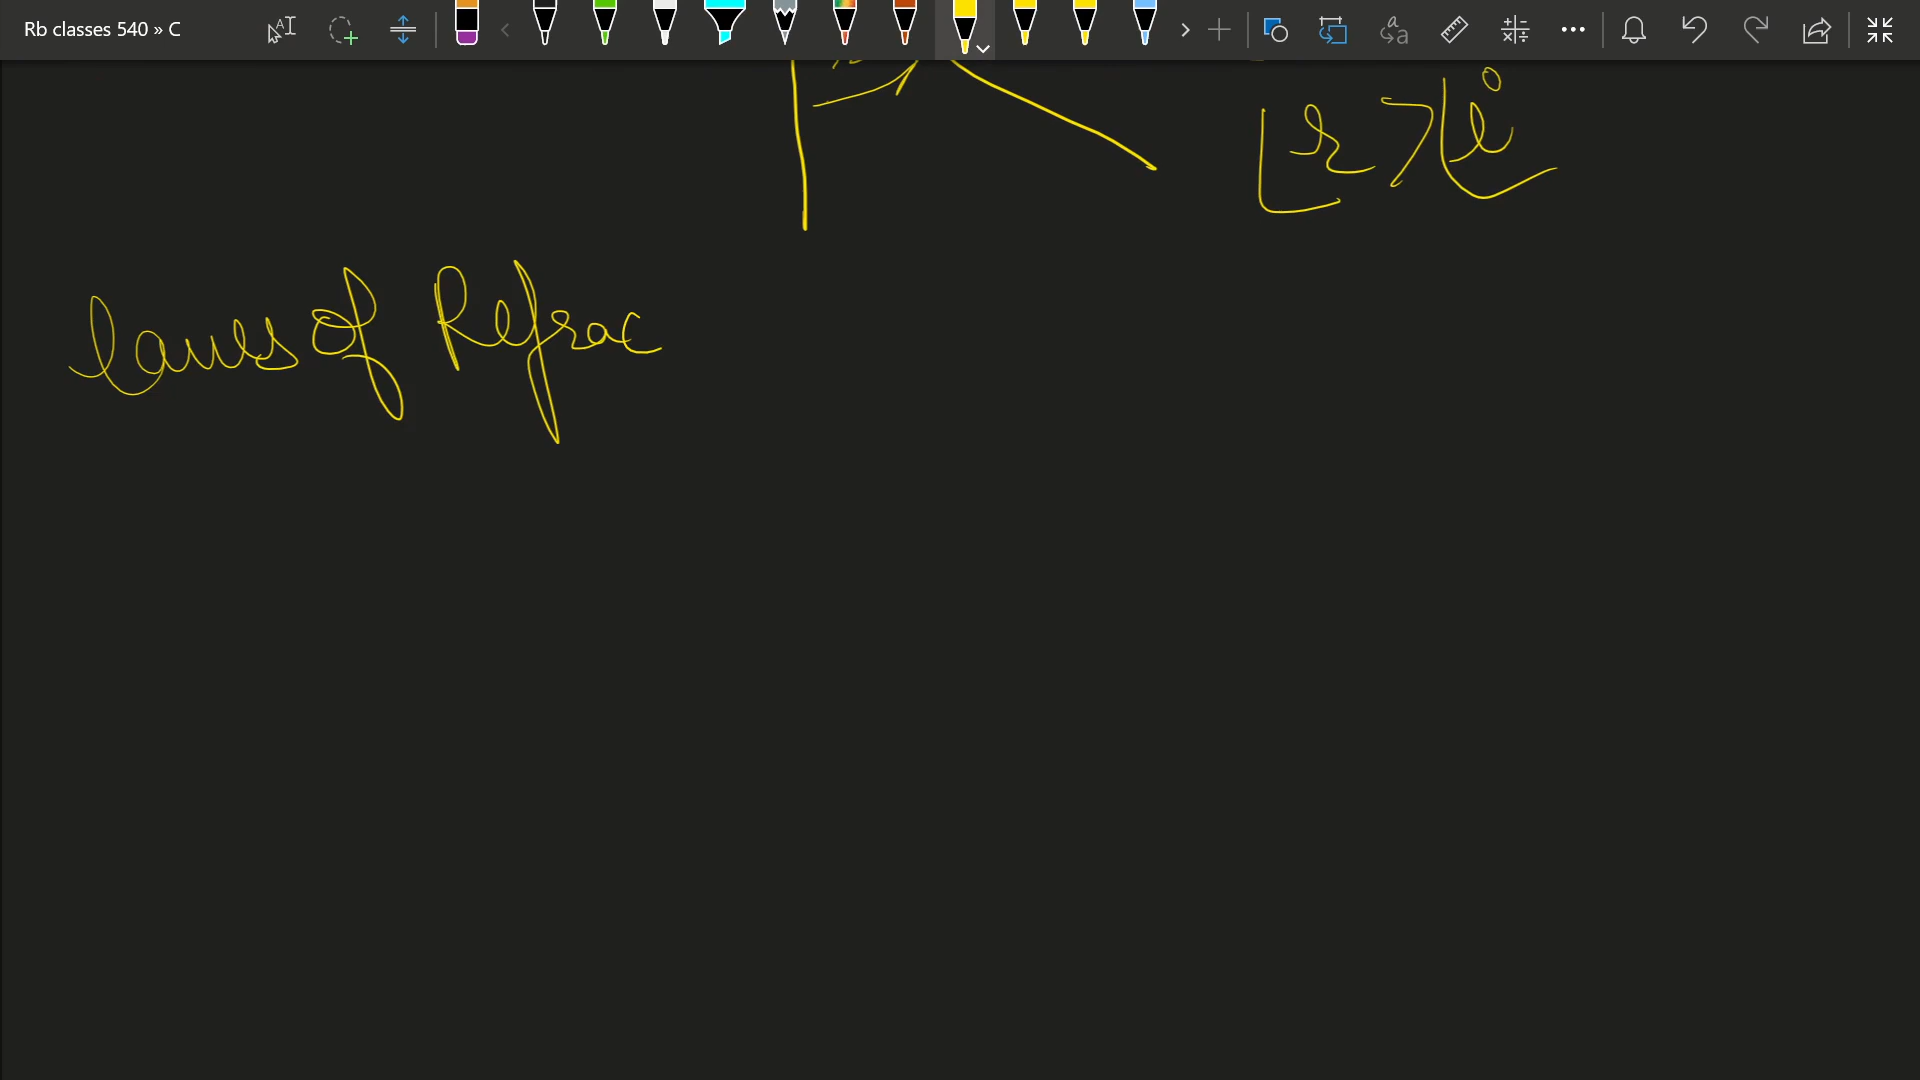 Rb classes 540 » C
∠r > ∠i
laws of Refrac